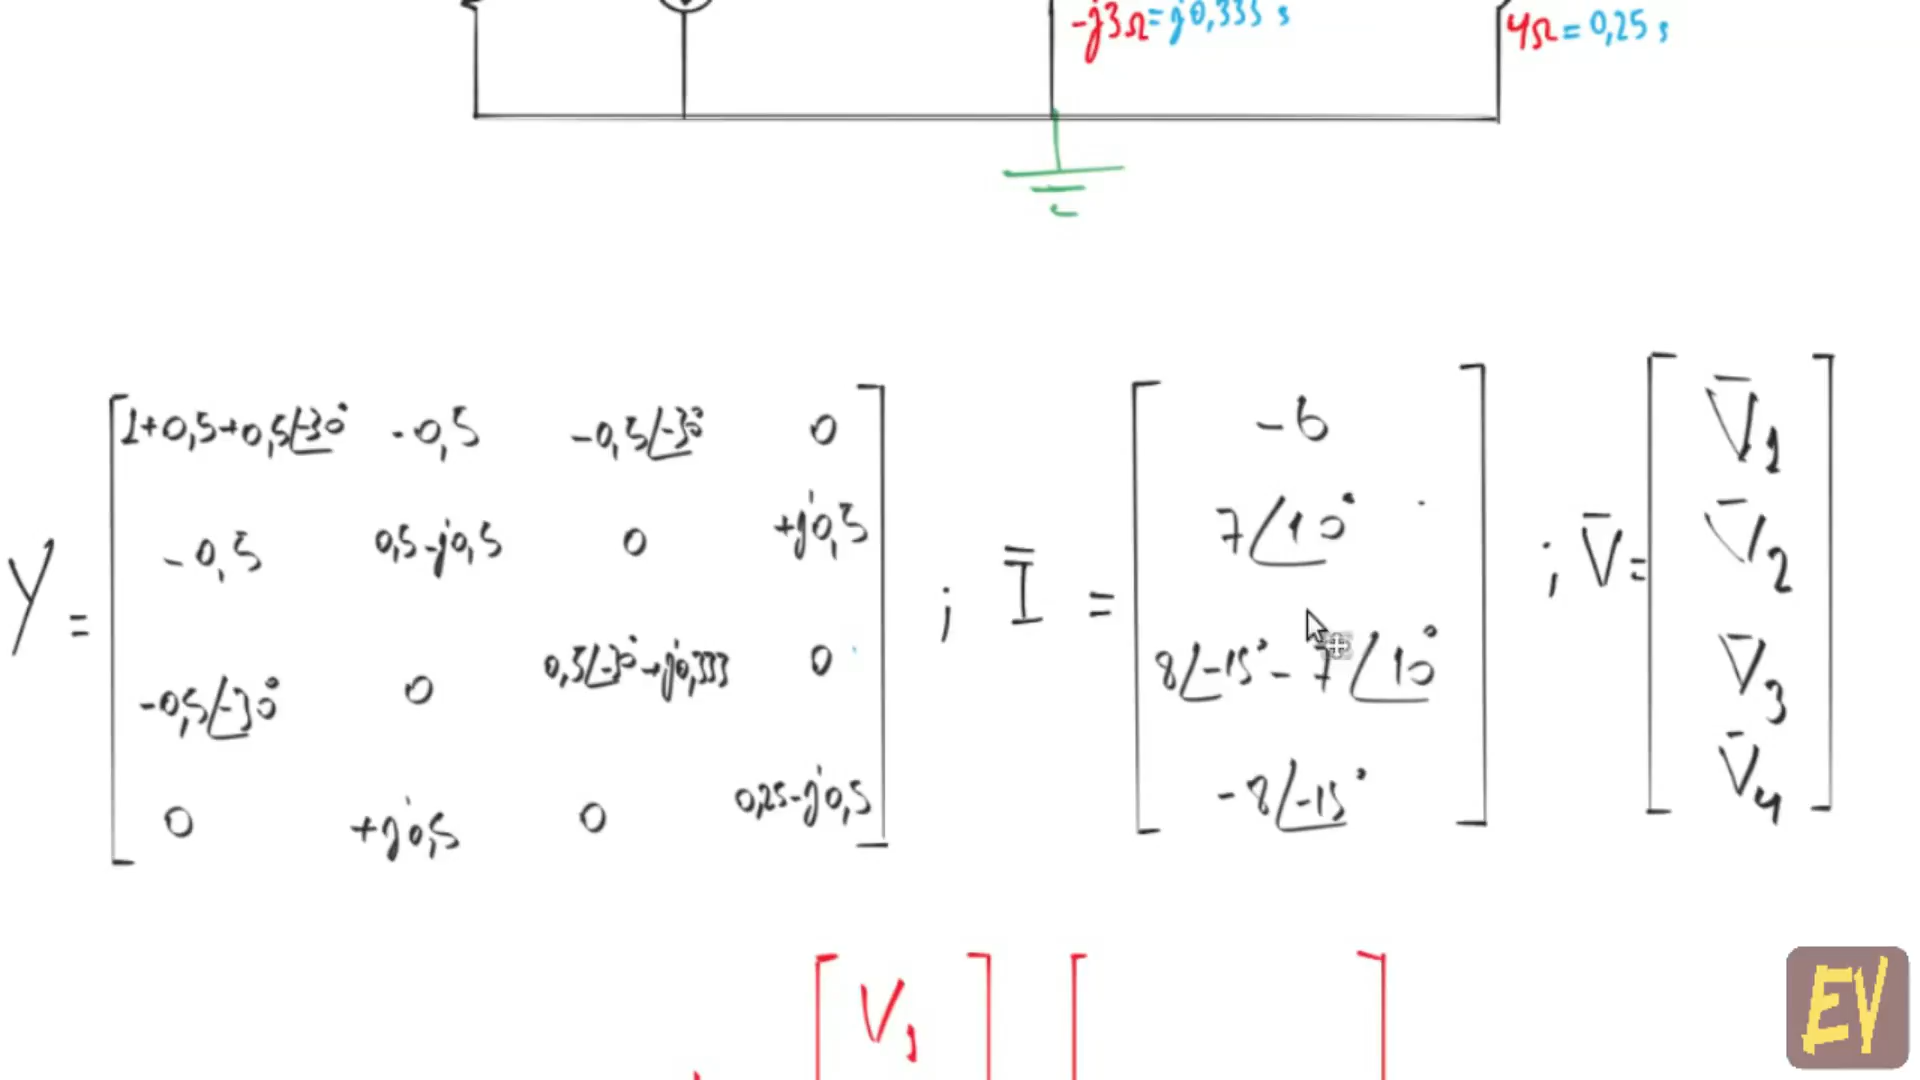 -j3Ω=j0,333 s
4Ω=0,25 s
Y = [ 1+0,5+0,5∠-30° -0,5 -0,5∠-30° 0
-0,5 0,5-j0,5 0 +j0,5
-0,5∠-30° 0 0,5∠-30°+j0,333 0
0 +j0,5 0 0,25-j0,5 ]
; Ī = [ -6
7∠10°
8∠-15° - 7∠10°
-8∠-15° ]
; V̄ = [ V̄1
V̄2
V̄3
V̄4 ]
V1
EV